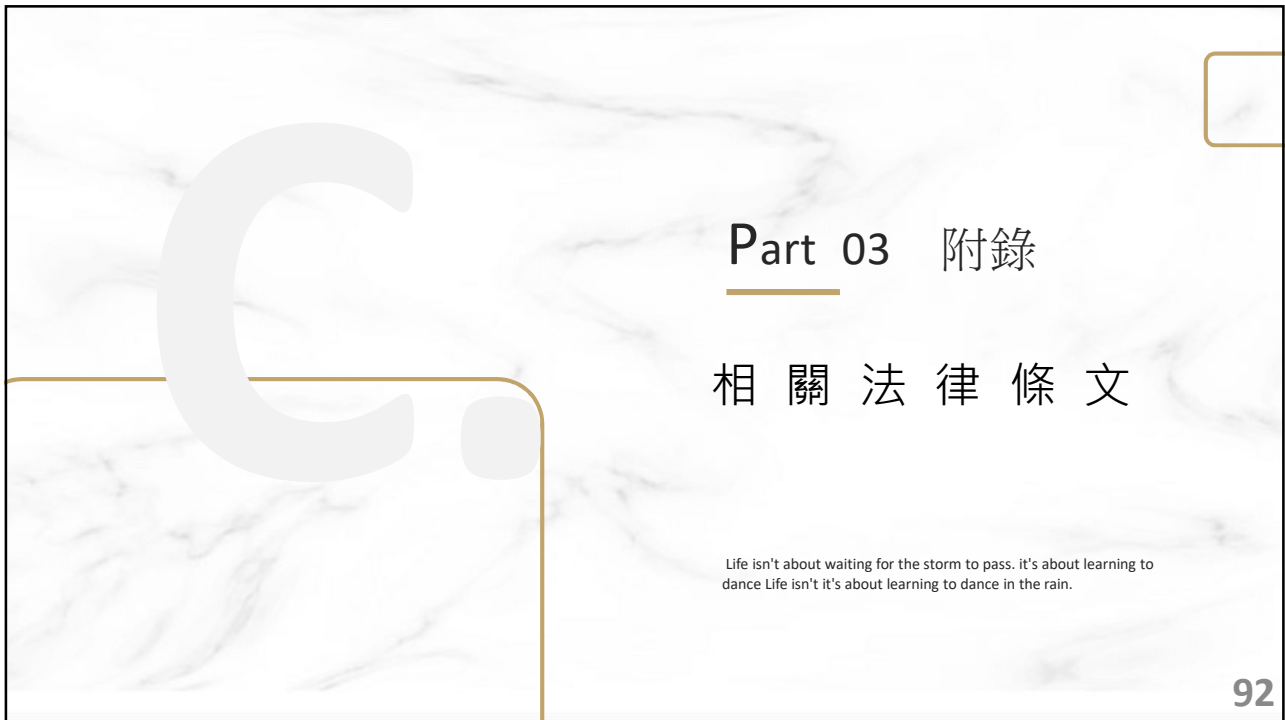 C.
Part 03 附錄
相關法律條文
Life isn't about waiting for the storm to pass. it's about learning to
dance Life isn't it's about learning to dance in the rain.
92